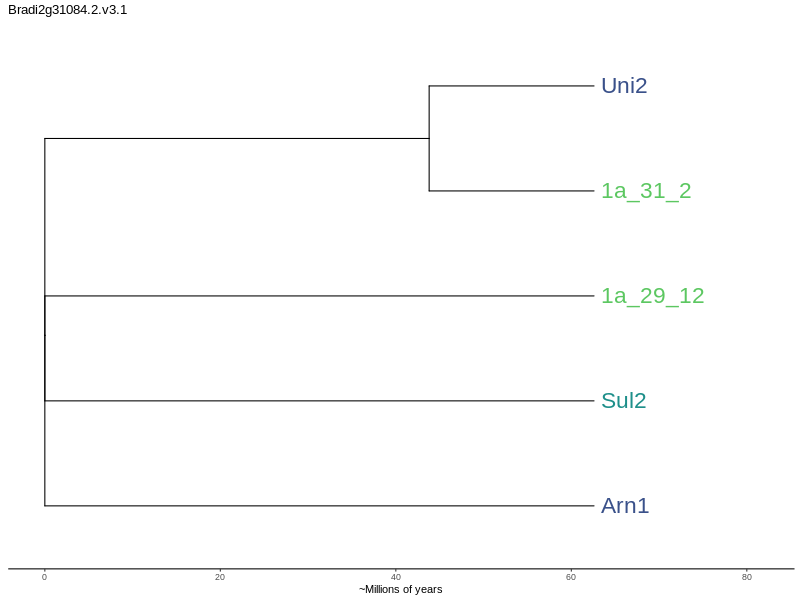 Bradi2g31084.2.v3.1
Uni2
1a_31_2
1a_29_12
Sul2
Arn1
0 20 40 60 80
~Millions of years